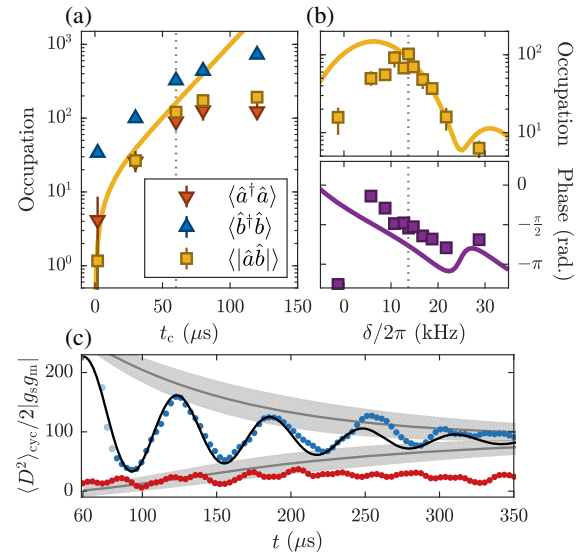 (a)
(b)
10³
10²
10¹
10⁰
Occupation
⟨â†â⟩
⟨b̂†b̂⟩
⟨|âb̂|⟩
0
50
100
150
t_c (μs)
10²
10¹
Occupation
0
−π/2
−π
Phase (rad.)
0
10
20
30
δ/2π (kHz)
(c)
200
100
0
⟨D²⟩_cyc/2|g_s g_m|
60
100
150
200
250
300
350
t (μs)